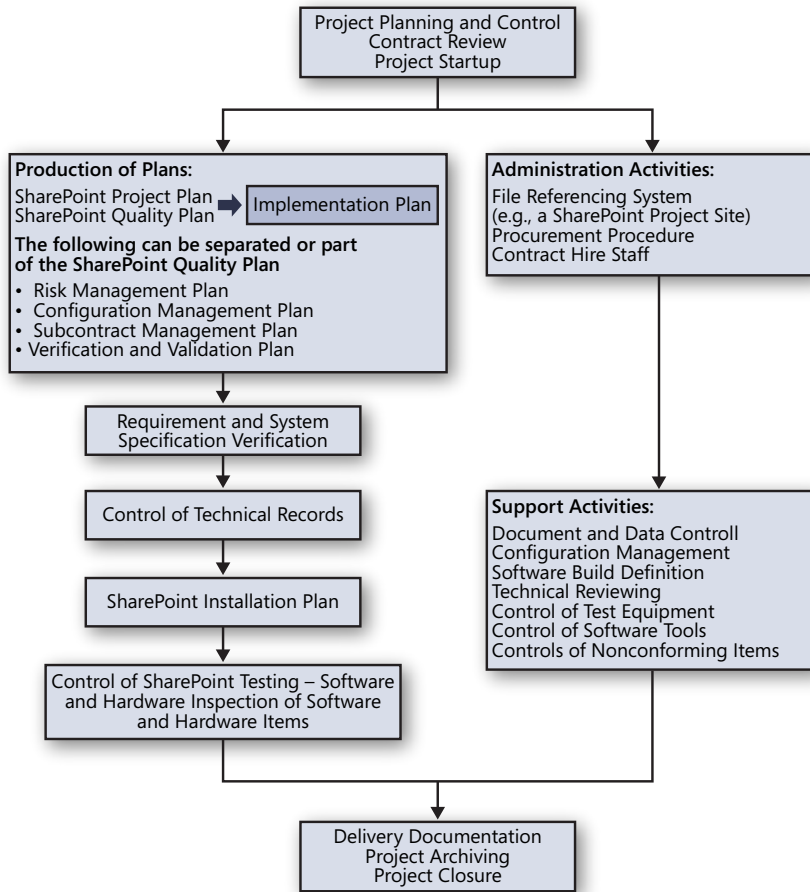 Project Planning and Control
Contract Review
Project Startup
Production of Plans:
SharePoint Project Plan
SharePoint Quality Plan
Implementation Plan
The following can be separated or part
of the SharePoint Quality Plan
• Risk Management Plan
• Configuration Management Plan
• Subcontract Management Plan
• Verification and Validation Plan
Administration Activities:
File Referencing System
(e.g., a SharePoint Project Site)
Procurement Procedure
Contract Hire Staff
Requirement and System
Specification Verification
Control of Technical Records
SharePoint Installation Plan
Control of SharePoint Testing – Software
and Hardware Inspection of Software
and Hardware Items
Support Activities:
Document and Data Controll
Configuration Management
Software Build Definition
Technical Reviewing
Control of Test Equipment
Control of Software Tools
Controls of Nonconforming Items
Delivery Documentation
Project Archiving
Project Closure